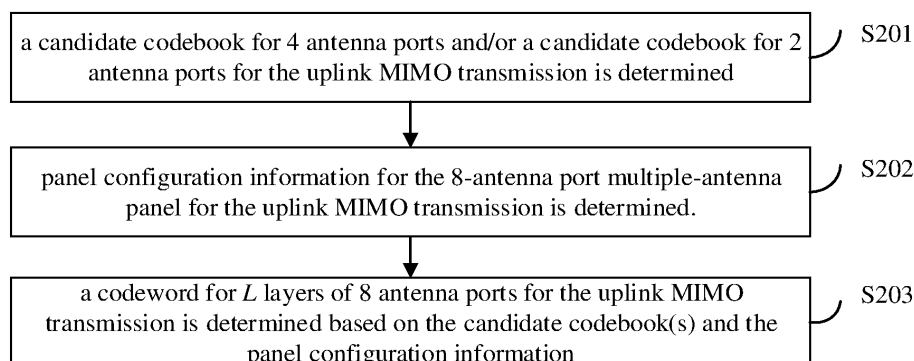 a candidate codebook for 4 antenna ports and/or a candidate codebook for 2
antenna ports for the uplink MIMO transmission is determined
S201
panel configuration information for the 8-antenna port multiple-antenna
panel for the uplink MIMO transmission is determined.
S202
a codeword for L layers of 8 antenna ports for the uplink MIMO
transmission is determined based on the candidate codebook(s) and the
panel configuration information
S203